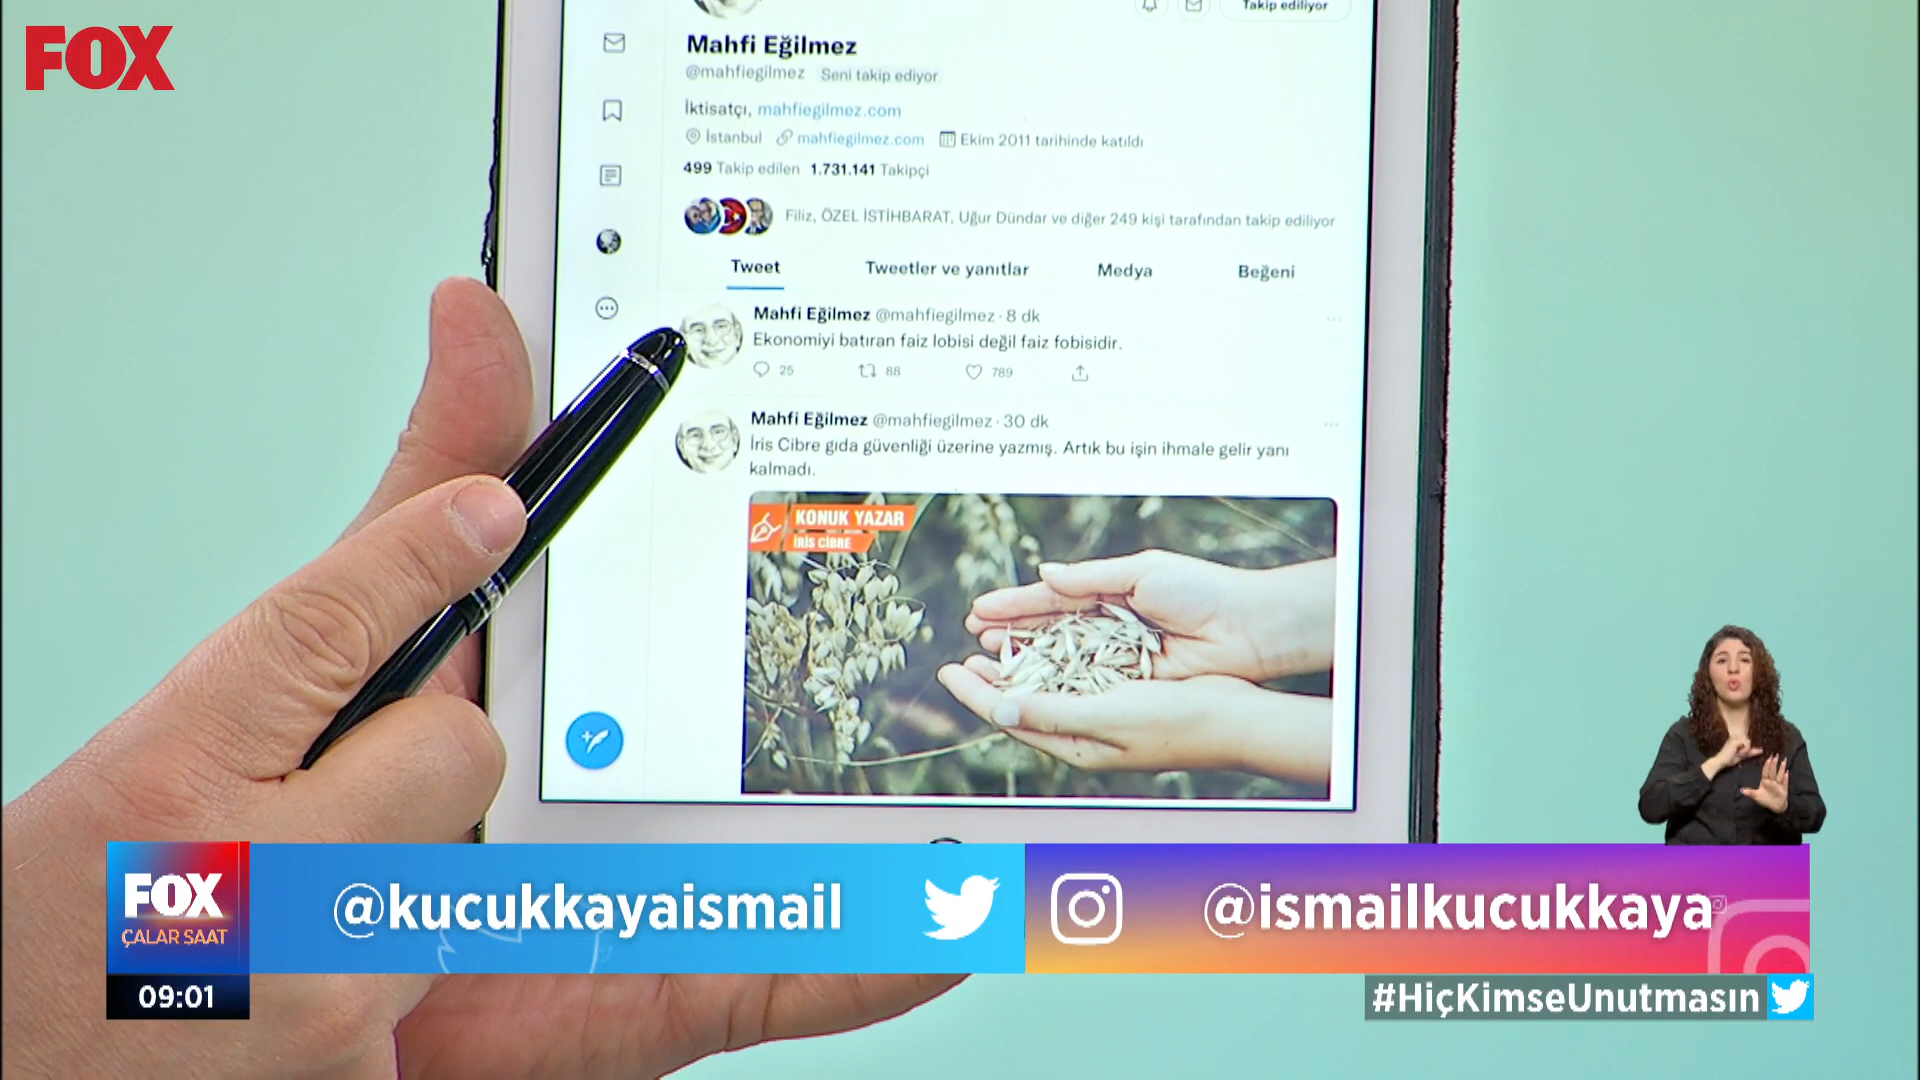 FOX
Takip ediliyor
Mahfi Eğilmez
@mahfiegilmez Seni takip ediyor
İktisatçı, mahfiegilmez.com
İstanbul mahfiegilmez.com Ekim 2011 tarihinde katıldı
499 Takip edilen 1.731.141 Takipçi
Filiz, ÖZEL İSTİHBARAT, Uğur Dündar ve diğer 249 kişi tarafından takip ediliyor
Tweet Tweetler ve yanıtlar Medya Beğeni
Mahfi Eğilmez @mahfiegilmez · 8 dk
Ekonomiyi batıran faiz lobisi değil faiz fobisidir.
25 88 789
Mahfi Eğilmez @mahfiegilmez · 30 dk
İris Cibre gıda güvenliği üzerine yazmış. Artık bu işin ihmale gelir yanı
kalmadı.
KONUK YAZAR
İRİS CİBRE
FOX
ÇALAR SAAT
@kucukkayaismail
@ismailkucukkaya
09:01
#HiçKimseUnutmasın